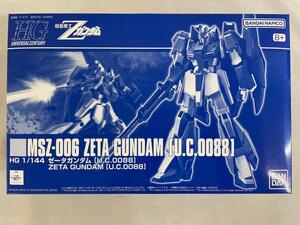 HG
UNIVERSAL CENTURY
機動戦士Zガンダム
BANDAI NAMCO
8+
MSZ-006 ZETA GUNDAM [U.C.0088]
HG 1/144 ゼータガンダム [U.C.0088]
ZETA GUNDAM [U.C.0088]
BANDAI